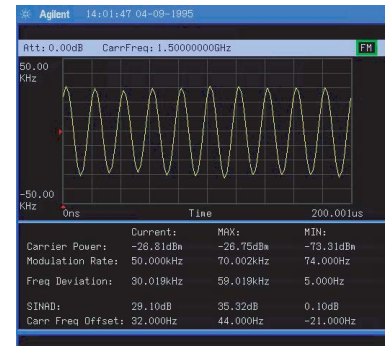 Agilent 14:01:47 04-09-1995
Att: 0.00dB CarrFreq: 1.50000000GHz FM
50.00
KHz
-50.00
KHz
0ns Time 200.001us
Current: MAX: MIN:
Carrier Power: -26.81dBm -26.75dBm -73.31dBm
Modulation Rate: 50.000kHz 70.002kHz 74.000Hz
Freq Deviation: 30.019kHz 59.019kHz 5.000Hz
SINAD: 29.10dB 35.32dB 0.10dB
Carr Freq Offset: 32.000Hz 44.000Hz -21.000Hz